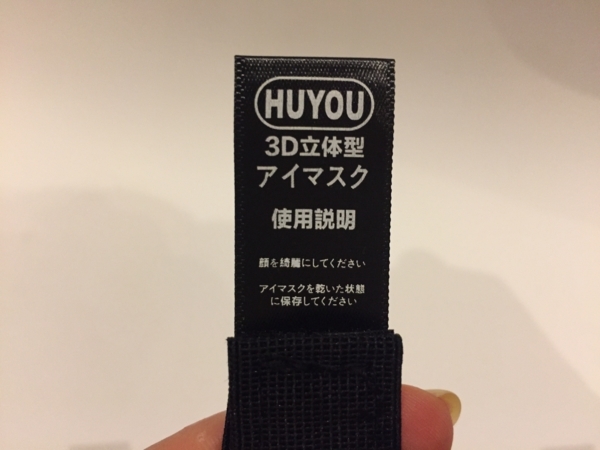 HUYOU
3D立体型
アイマスク
使用説明
顔を綺麗にしてください
アイマスクを乾いた状態
に保存してください